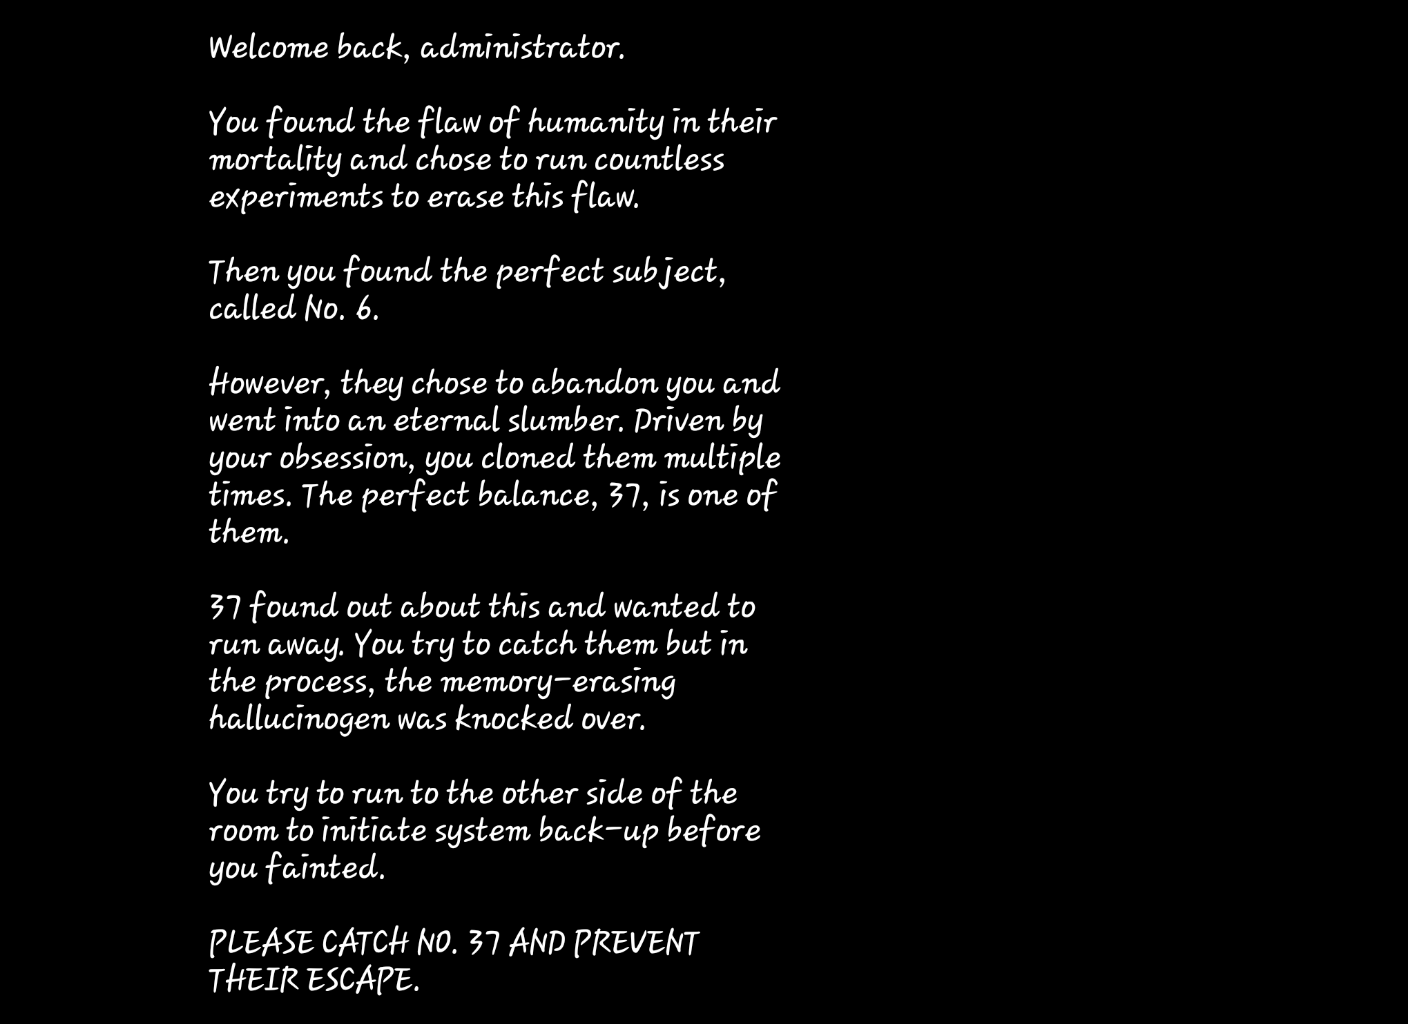 Welcome back, administrator.
You found the flaw of humanity in their
mortality and chose to run countless
experiments to erase this flaw.
Then you found the perfect subject,
called No. 6.
However, they chose to abandon you and
went into an eternal slumber. Driven by
your obsession, you cloned them multiple
times. The perfect balance, 37, is one of
them.
37 found out about this and wanted to
run away. You try to catch them but in
the process, the memory-erasing
hallucinogen was knocked over.
You try to run to the other side of the
room to initiate system back-up before
you fainted.
PLEASE CATCH NO. 37 AND PREVENT
THEIR ESCAPE.